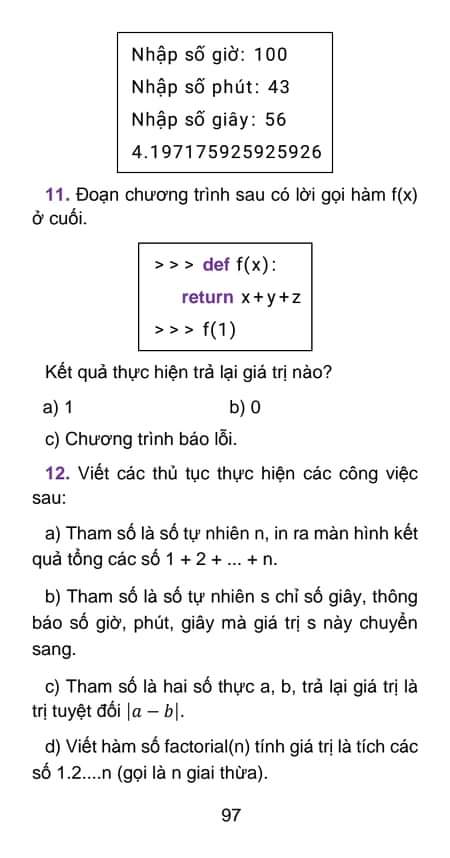 Nhập số giờ: 100
Nhập số phút: 43
Nhập số giây: 56
4.197175925925926
11. Đoạn chương trình sau có lời gọi hàm f(x)
ở cuối.
> > > def f(x):
return x+y+z
> > > f(1)
Kết quả thực hiện trả lại giá trị nào?
a) 1 b) 0
c) Chương trình báo lỗi.
12. Viết các thủ tục thực hiện các công việc
sau:
a) Tham số là số tự nhiên n, in ra màn hình kết
quả tổng các số 1 + 2 + ... + n.
b) Tham số là số tự nhiên s chỉ số giây, thông
báo số giờ, phút, giây mà giá trị s này chuyển
sang.
c) Tham số là hai số thực a, b, trả lại giá trị là
trị tuyệt đối |a − b|.
d) Viết hàm số factorial(n) tính giá trị là tích các
số 1.2....n (gọi là n giai thừa).
97